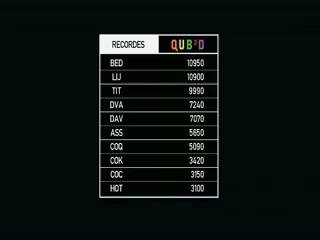 RECORDES QUB³D
BED 10950
LIJ 10900
TIT 9990
DVA 7240
DAV 7070
ASS 5650
COQ 5090
COK 3420
COC 3150
HOT 3100